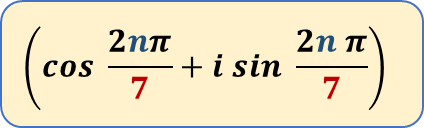 (cos 2nπ/7 + i sin 2n π/7)